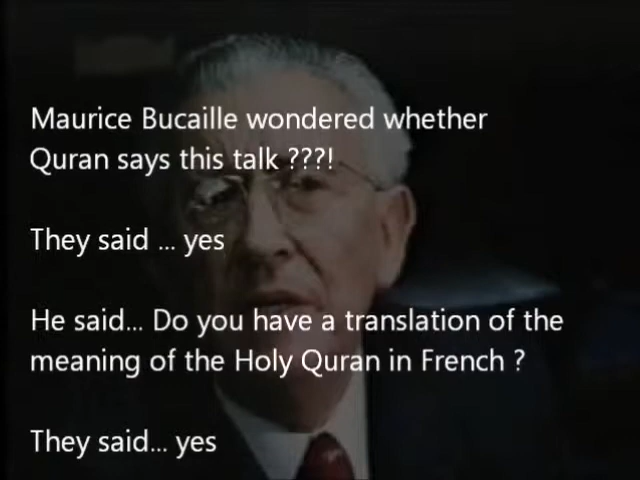 Maurice Bucaille wondered whether
Quran says this talk ???!
They said ... yes
He said... Do you have a translation of the
meaning of the Holy Quran in French ?
They said... yes